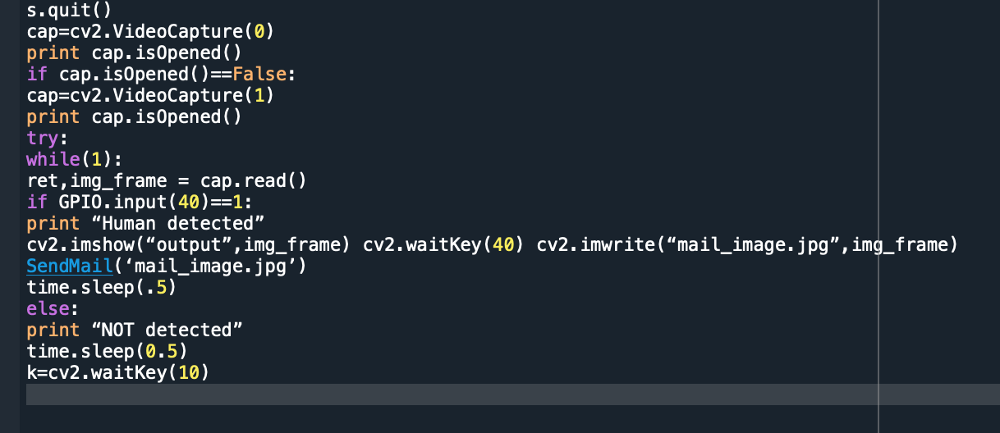 s.quit()
cap=cv2.VideoCapture(0)
print cap.isOpened()
if cap.isOpened()==False:
cap=cv2.VideoCapture(1)
print cap.isOpened()
try:
while(1):
ret,img_frame = cap.read()
if GPIO.input(40)==1:
print “Human detected”
cv2.imshow(“output”,img_frame) cv2.waitKey(40) cv2.imwrite(“mail_image.jpg”,img_frame)
SendMail(‘mail_image.jpg’)
time.sleep(.5)
else:
print “NOT detected”
time.sleep(0.5)
k=cv2.waitKey(10)